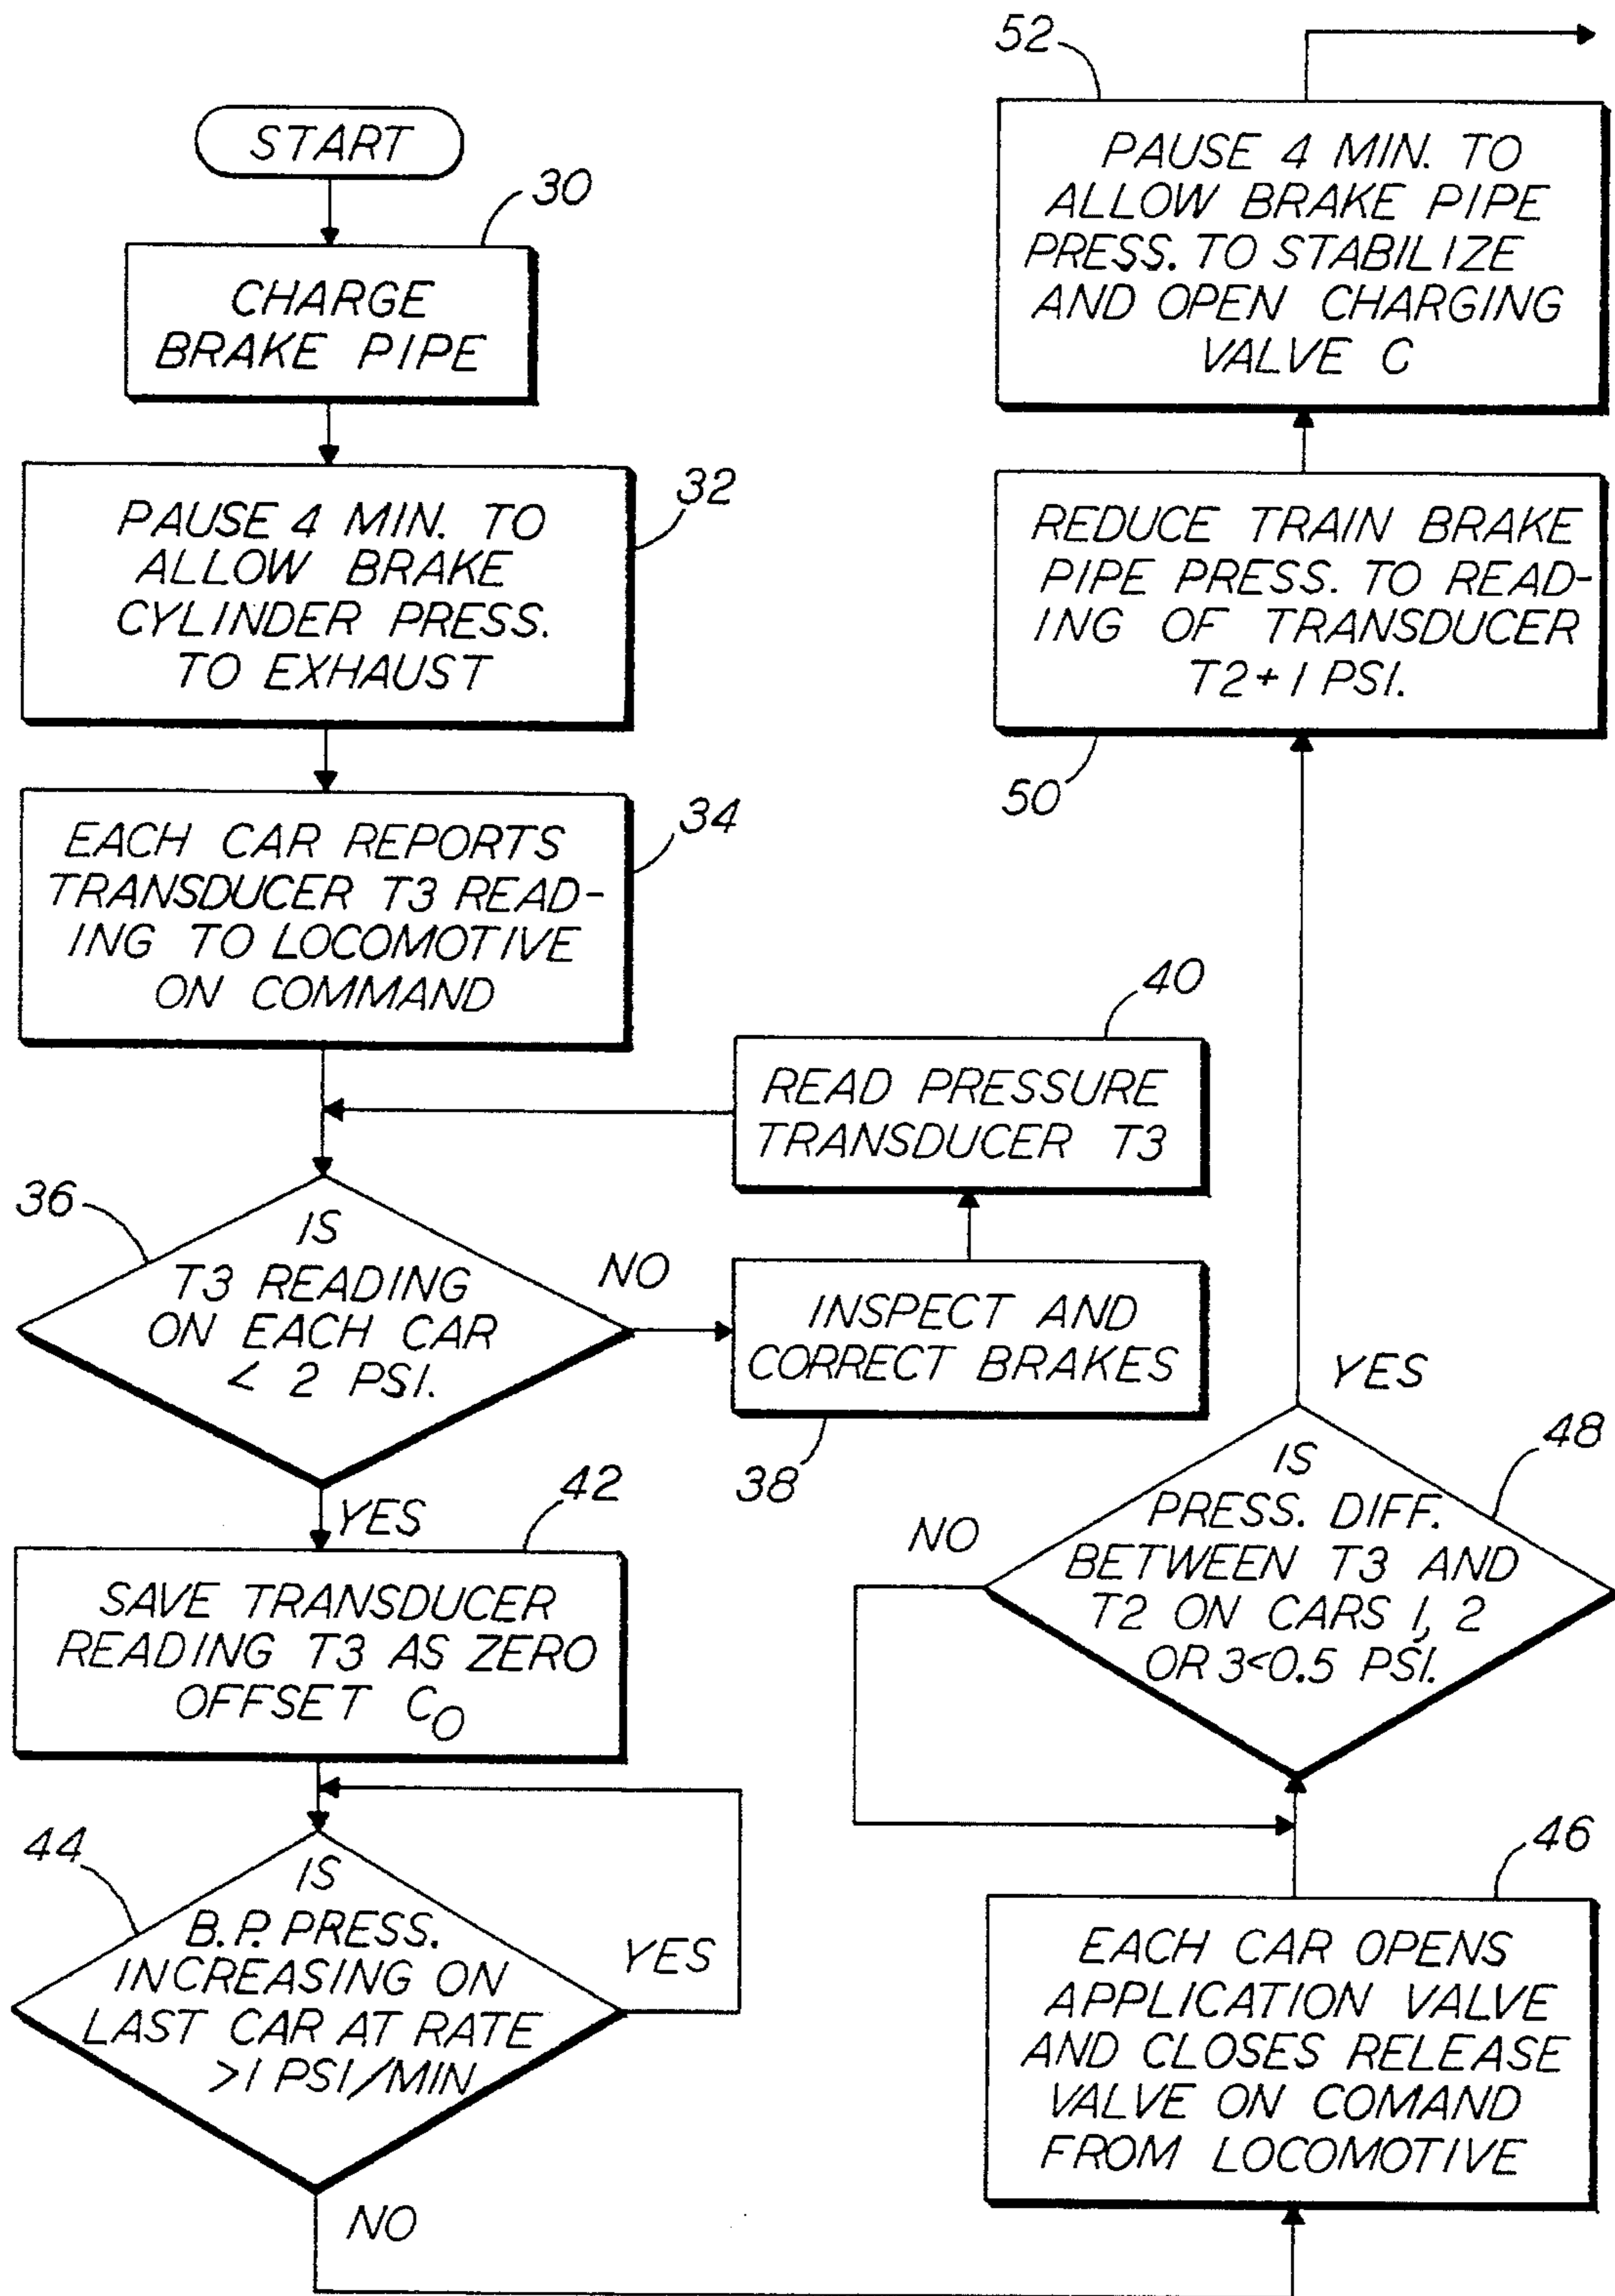 START
30
CHARGE
BRAKE PIPE
32
PAUSE 4 MIN. TO
ALLOW BRAKE
CYLINDER PRESS.
TO EXHAUST
34
EACH CAR REPORTS
TRANSDUCER T3 READ-
ING TO LOCOMOTIVE
ON COMMAND
36
IS
T3 READING
ON EACH CAR
< 2 PSI.
NO
38
INSPECT AND
CORRECT BRAKES
40
READ PRESSURE
TRANSDUCER T3
YES
42
SAVE TRANSDUCER
READING T3 AS ZERO
OFFSET CO
44
IS
B.P. PRESS.
INCREASING ON
LAST CAR AT RATE
>1 PSI/MIN
YES
NO
46
EACH CAR OPENS
APPLICATION VALVE
AND CLOSES RELEASE
VALVE ON COMAND
FROM LOCOMOTIVE
48
IS
PRESS. DIFF.
BETWEEN T3 AND
T2 ON CARS 1, 2
OR 3<0.5 PSI.
NO
YES
50
REDUCE TRAIN BRAKE
PIPE PRESS. TO READ-
ING OF TRANSDUCER
T2+1 PSI.
52
PAUSE 4 MIN. TO
ALLOW BRAKE PIPE
PRESS. TO STABILIZE
AND OPEN CHARGING
VALVE C